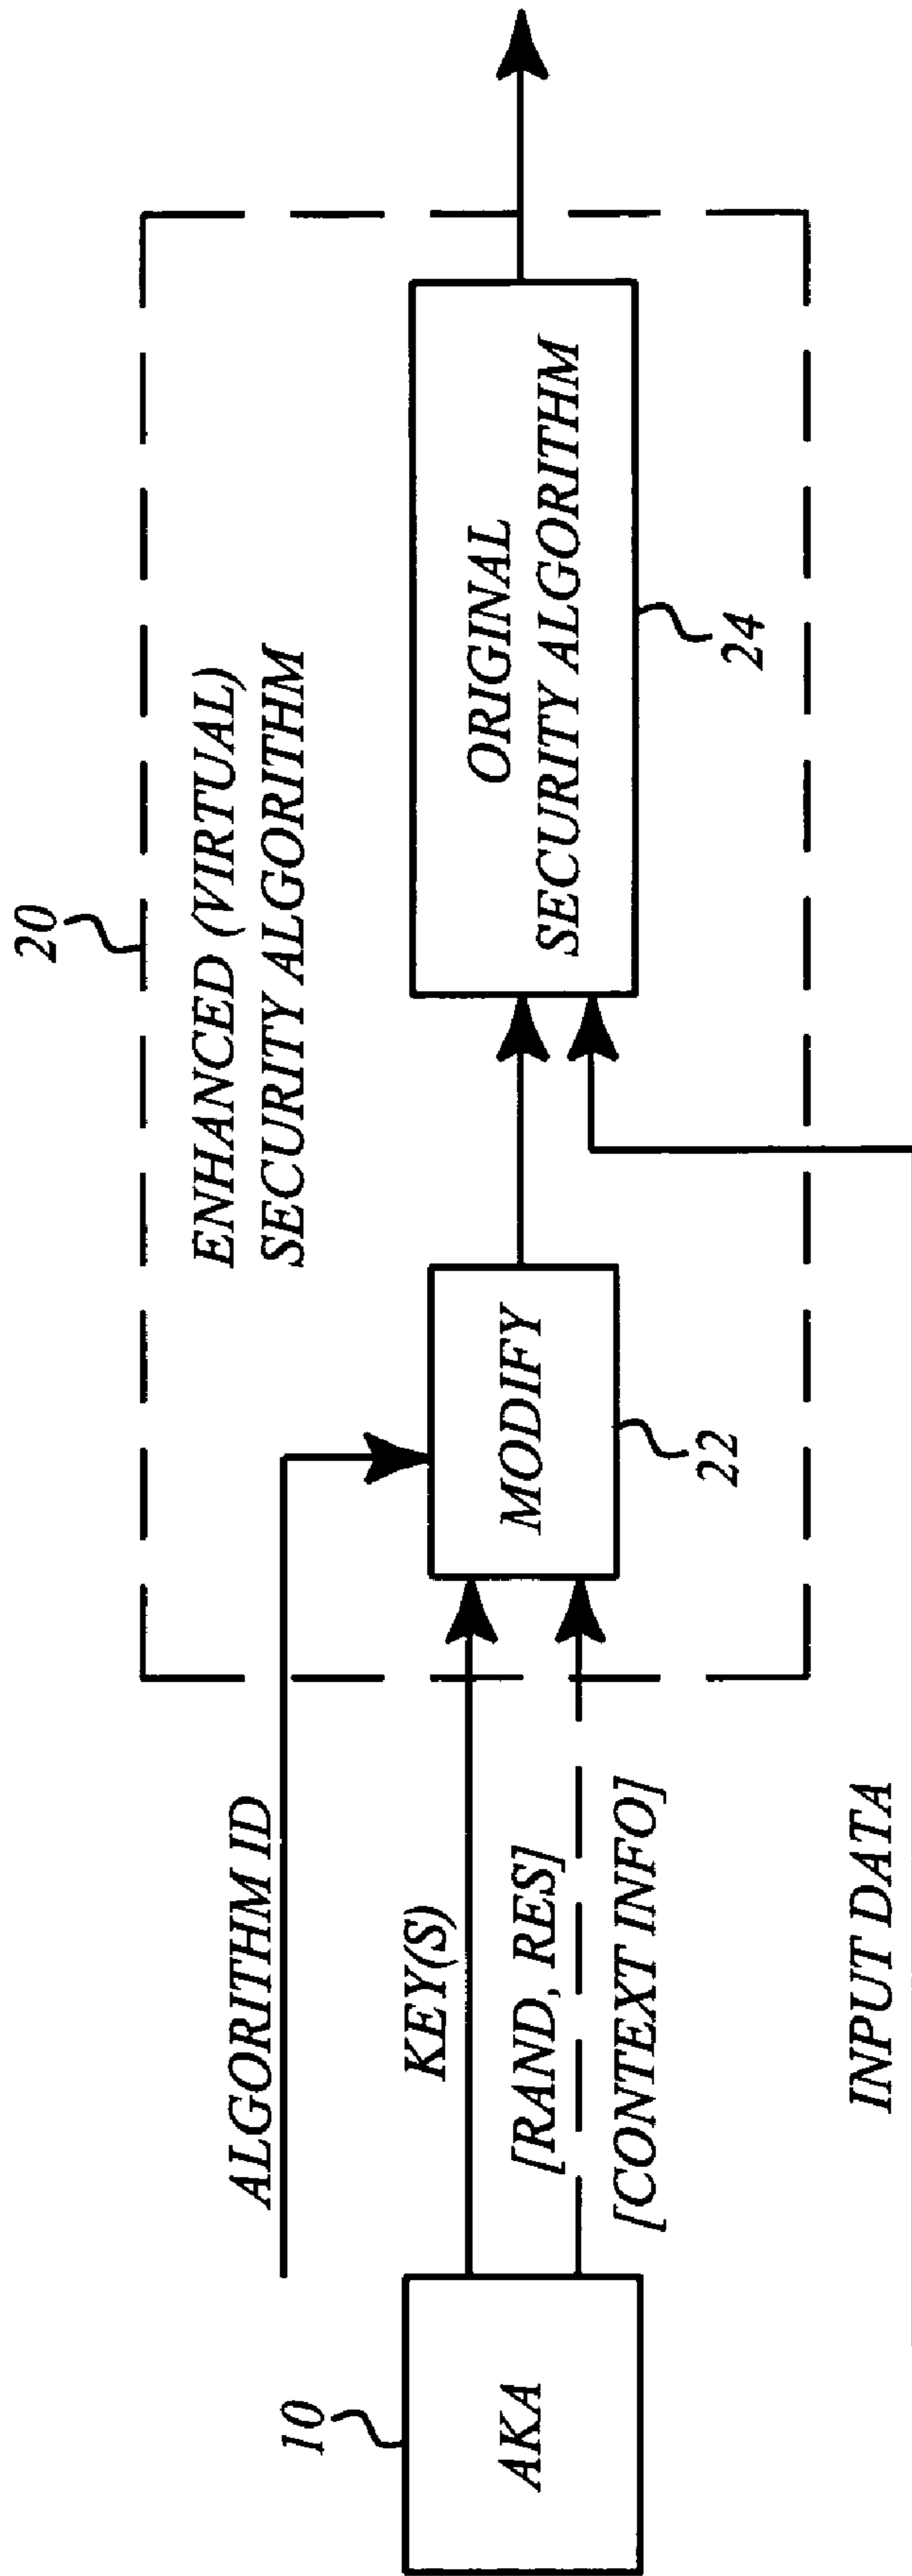 20
ENHANCED (VIRTUAL)
SECURITY ALGORITHM
ALGORITHM ID
10
AKA
KEY(S)
[RAND, RES]
[CONTEXT INFO]
MODIFY
22
ORIGINAL
SECURITY ALGORITHM
24
INPUT DATA